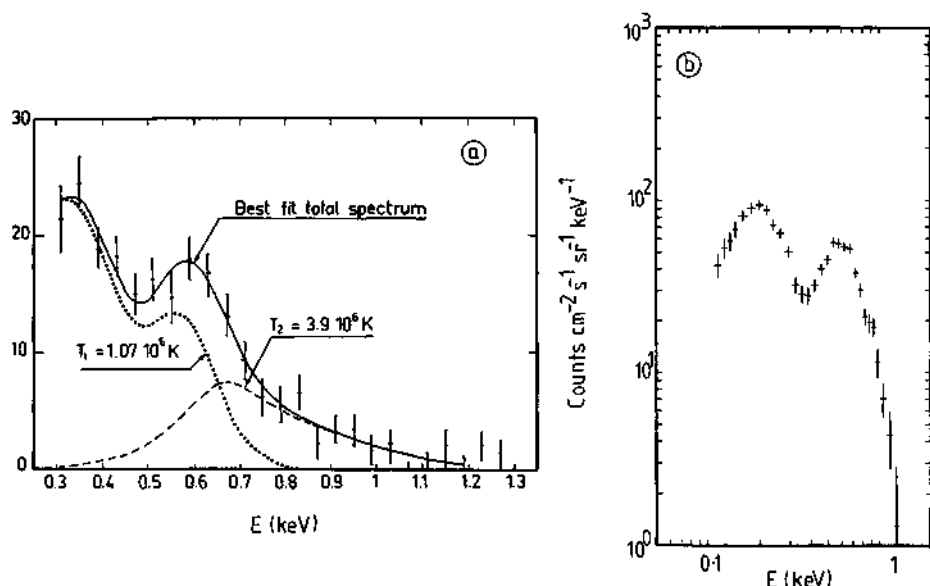 30
20
10
0
ⓐ
Best fit total spectrum
T₁ = 1.07 10⁶ K
T₂ = 3.9 10⁶ K
0.3 0.4 0.5 0.6 0.7 0.8 0.9 1 1.1 1.2 1.3
E (keV)
ⓑ
10³
10²
10¹
10⁰
Counts cm⁻² s⁻¹ sr⁻¹ keV⁻¹
0·1 1
E (keV)